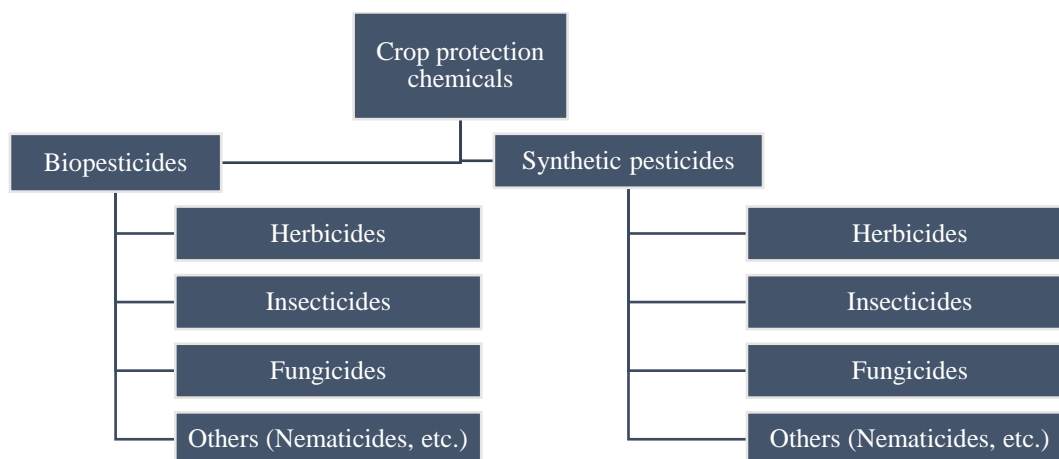 Crop protection
chemicals
Biopesticides
Synthetic pesticides
Herbicides
Insecticides
Fungicides
Others (Nematicides, etc.)
Herbicides
Insecticides
Fungicides
Others (Nematicides, etc.)